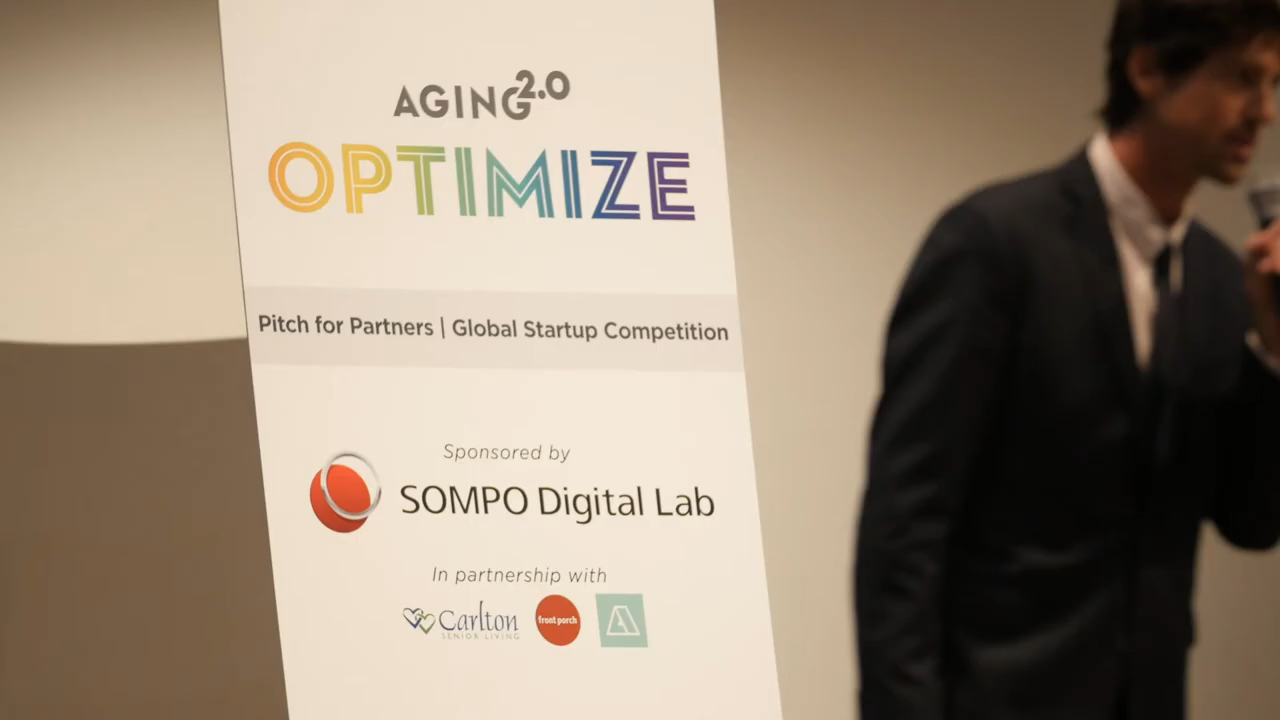 AGING2.0
OPTIMIZE
Pitch for Partners | Global Startup Competition
Sponsored by
SOMPO Digital Lab
In partnership with
Carlton
SENIOR LIVING
front porch